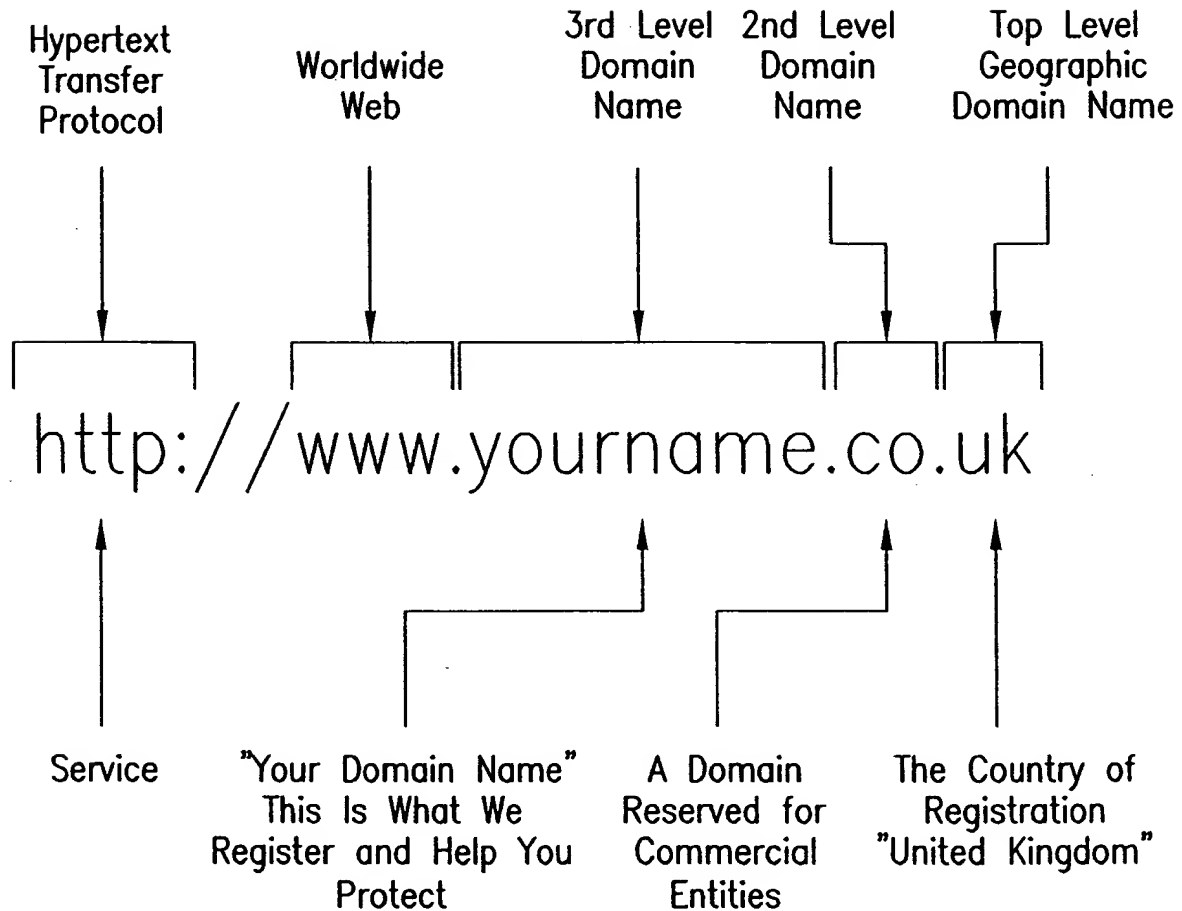 Hypertext
Transfer
Protocol
Worldwide
Web
3rd Level
Domain
Name
2nd Level
Domain
Name
Top Level
Geographic
Domain Name
http://www.yourname.co.uk
Service
"Your Domain Name"
This Is What We
Register and Help You
Protect
A Domain
Reserved for
Commercial
Entities
The Country of
Registration
"United Kingdom"